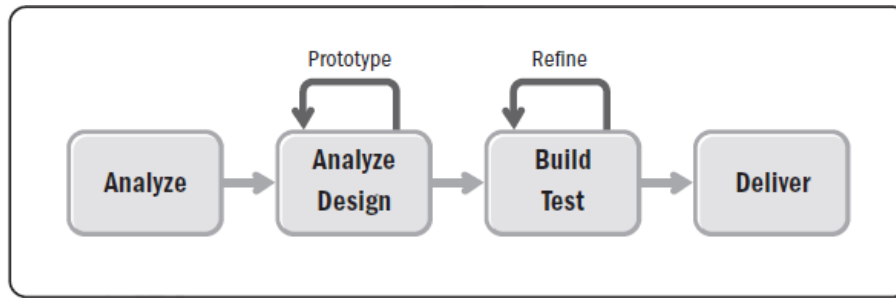 Prototype
Refine
Analyze
Analyze
Design
Build
Test
Deliver